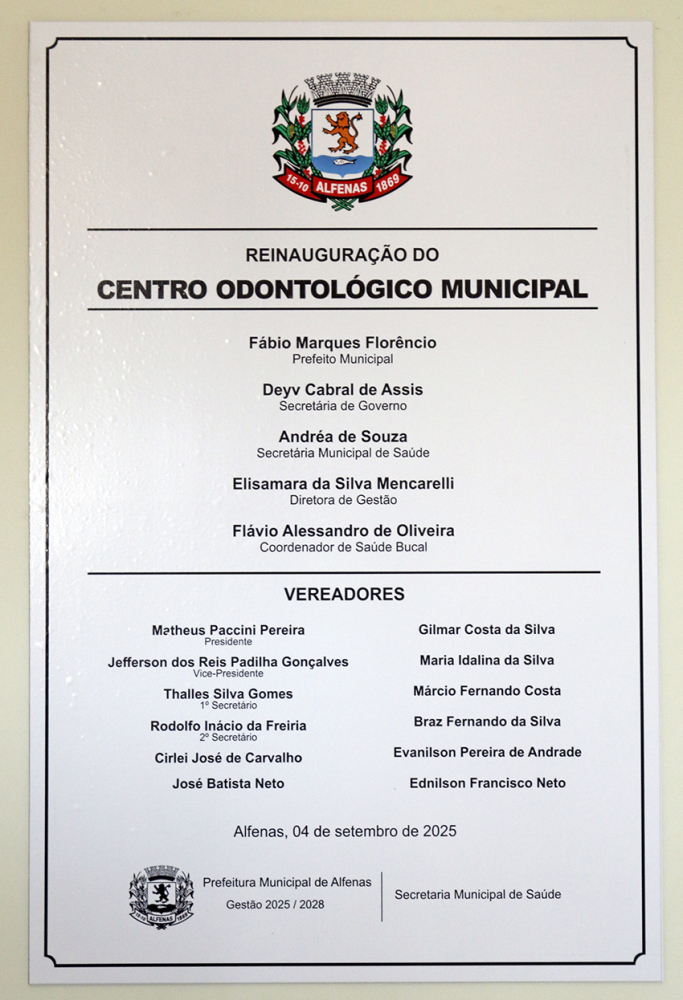 15-10 ALFENAS 1869
REINAUGURAÇÃO DO
CENTRO ODONTOLÓGICO MUNICIPAL
Fábio Marques Florêncio
Prefeito Municipal
Deyv Cabral de Assis
Secretária de Governo
Andréa de Souza
Secretária Municipal de Saúde
Elisamara da Silva Mencarelli
Diretora de Gestão
Flávio Alessandro de Oliveira
Coordenador de Saúde Bucal
VEREADORES
Matheus Paccini Pereira
Presidente
Jefferson dos Reis Padilha Gonçalves
Vice-Presidente
Thalles Silva Gomes
1º Secretário
Rodolfo Inácio da Freiria
2º Secretário
Cirlei José de Carvalho
José Batista Neto
Gilmar Costa da Silva
Maria Idalina da Silva
Márcio Fernando Costa
Braz Fernando da Silva
Evanilson Pereira de Andrade
Ednilson Francisco Neto
Alfenas, 04 de setembro de 2025
15-10 ALFENAS 1869
Prefeitura Municipal de Alfenas
Gestão 2025 / 2028
Secretaria Municipal de Saúde